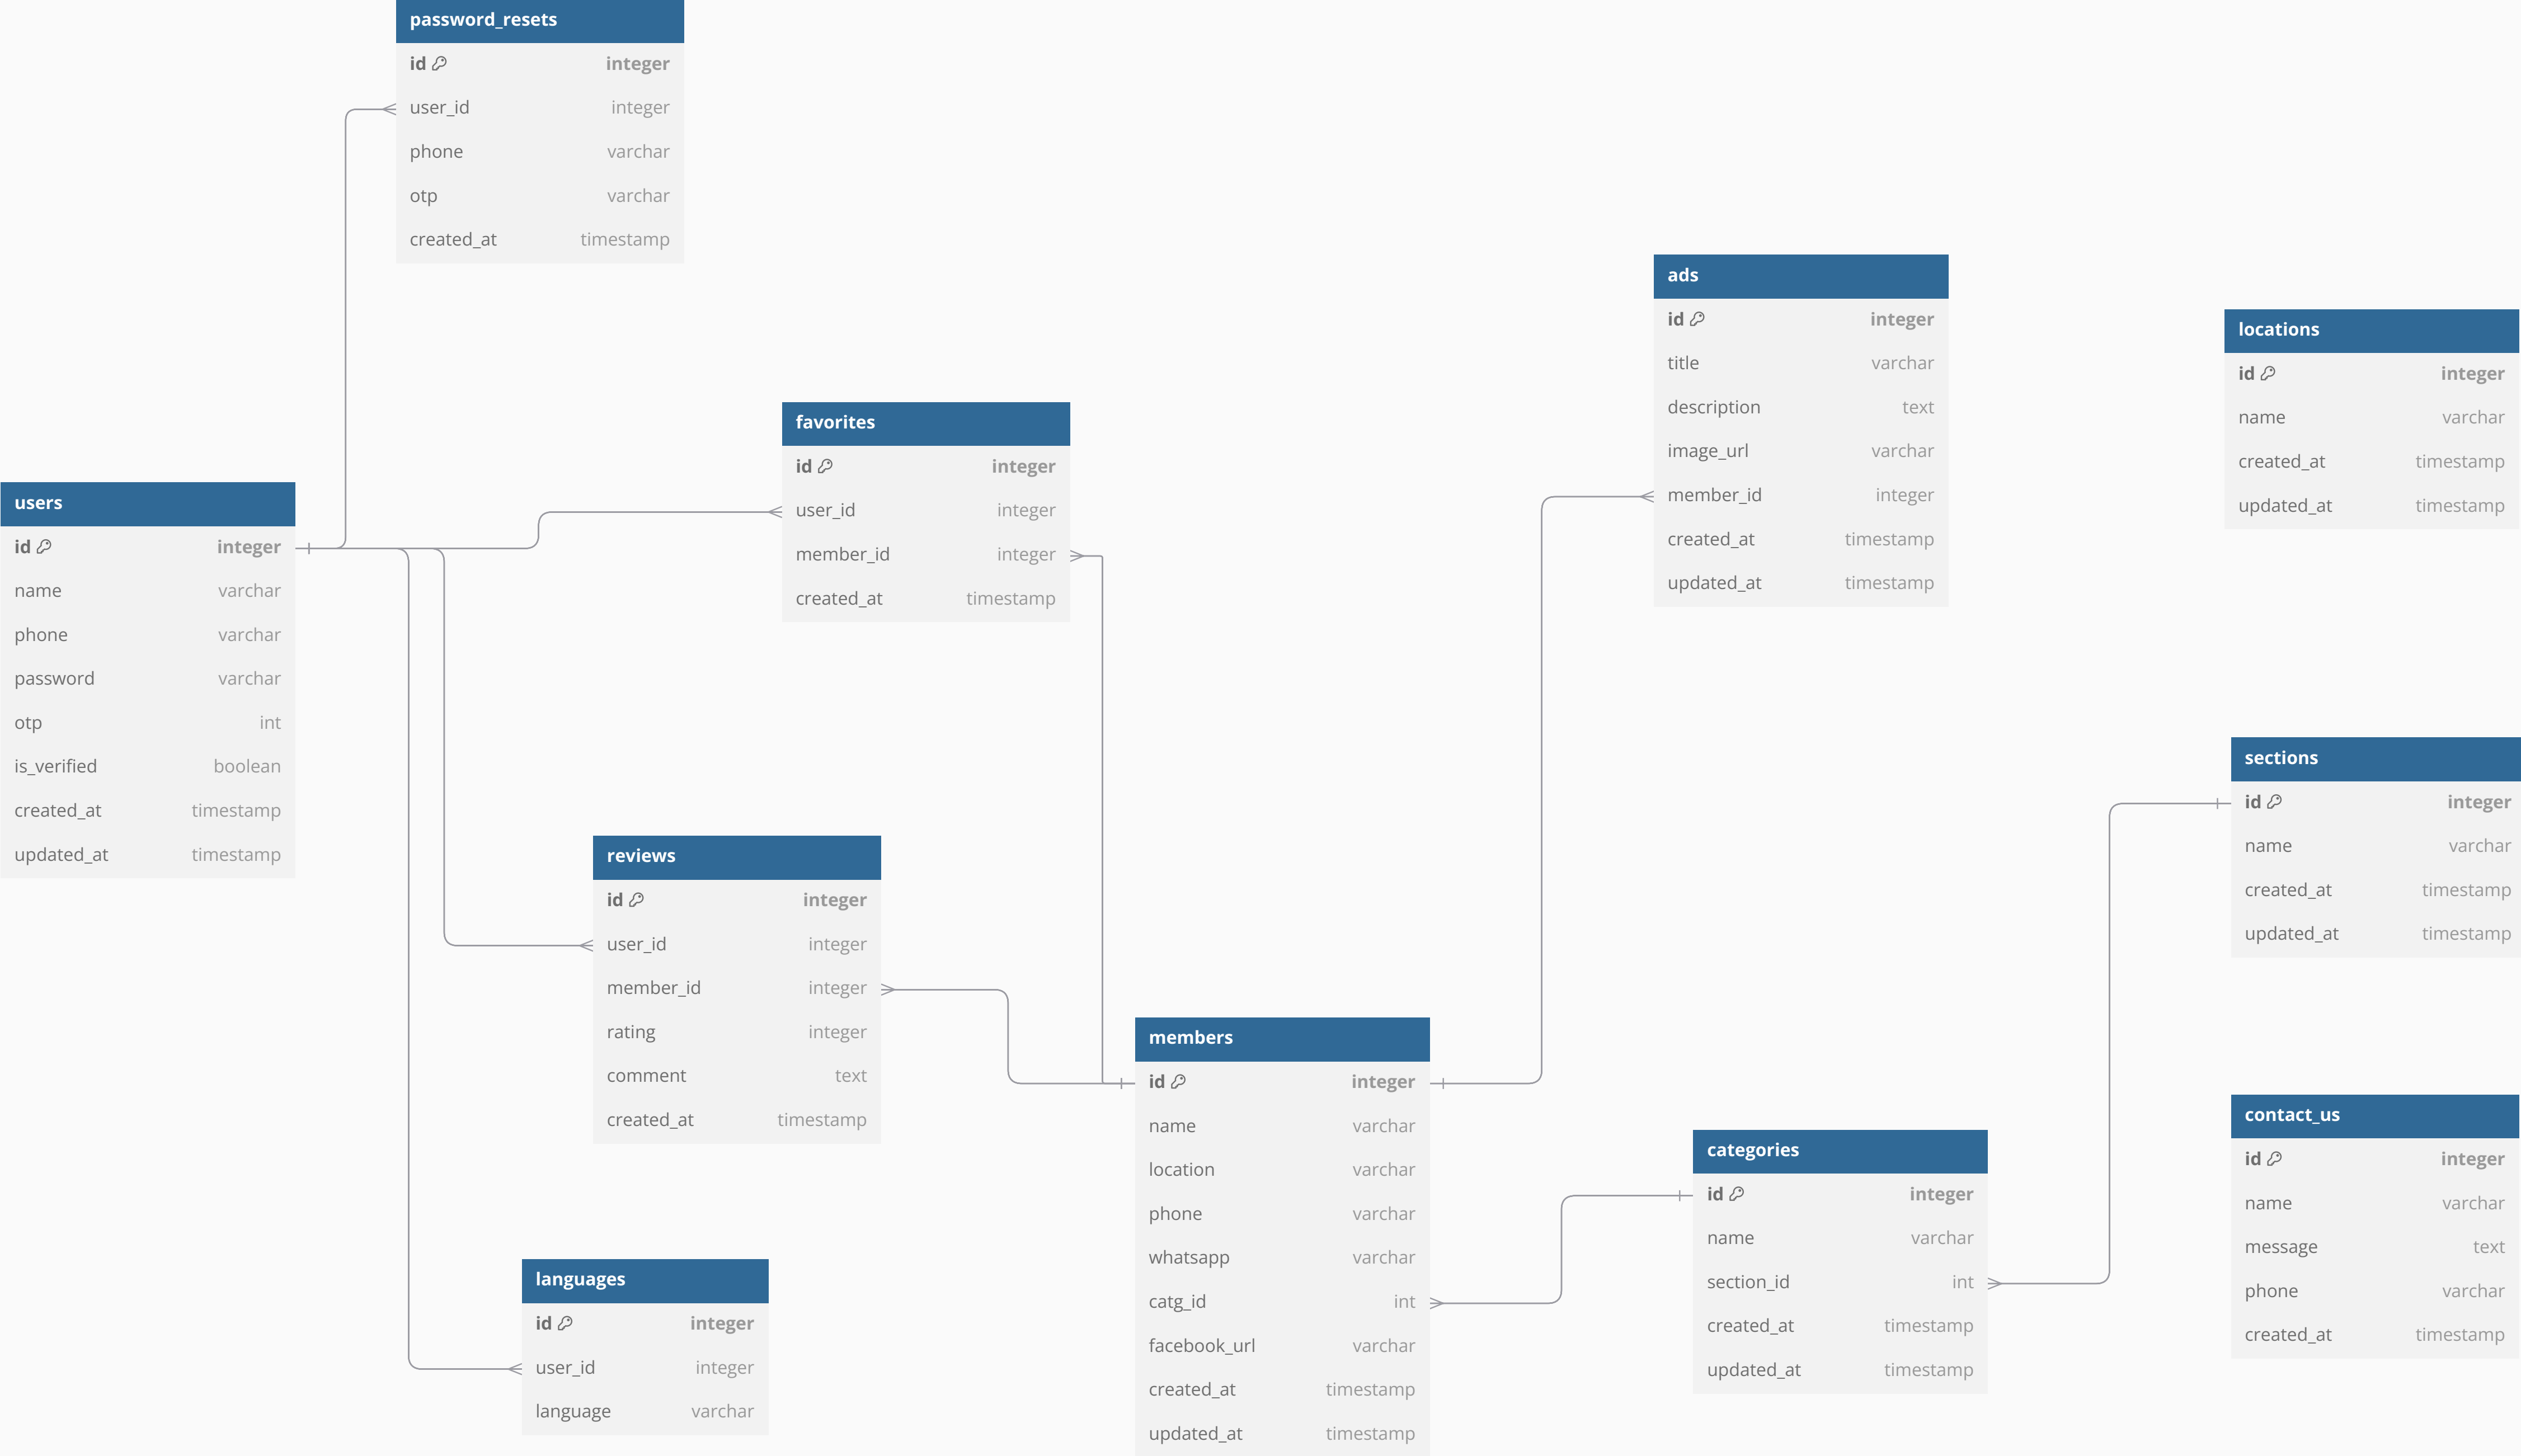 password_resets
id integer
user_id integer
phone varchar
otp varchar
created_at timestamp
ads
id integer
title varchar
description text
image_url varchar
member_id integer
created_at timestamp
updated_at timestamp
locations
id integer
name varchar
created_at timestamp
updated_at timestamp
favorites
id integer
user_id integer
member_id integer
created_at timestamp
users
id integer
name varchar
phone varchar
password varchar
otp int
is_verified boolean
created_at timestamp
updated_at timestamp
sections
id integer
name varchar
created_at timestamp
updated_at timestamp
reviews
id integer
user_id integer
member_id integer
rating integer
comment text
created_at timestamp
members
id integer
name varchar
location varchar
phone varchar
whatsapp varchar
catg_id int
facebook_url varchar
created_at timestamp
updated_at timestamp
categories
id integer
name varchar
section_id int
created_at timestamp
updated_at timestamp
contact_us
id integer
name varchar
message text
phone varchar
created_at timestamp
languages
id integer
user_id integer
language varchar